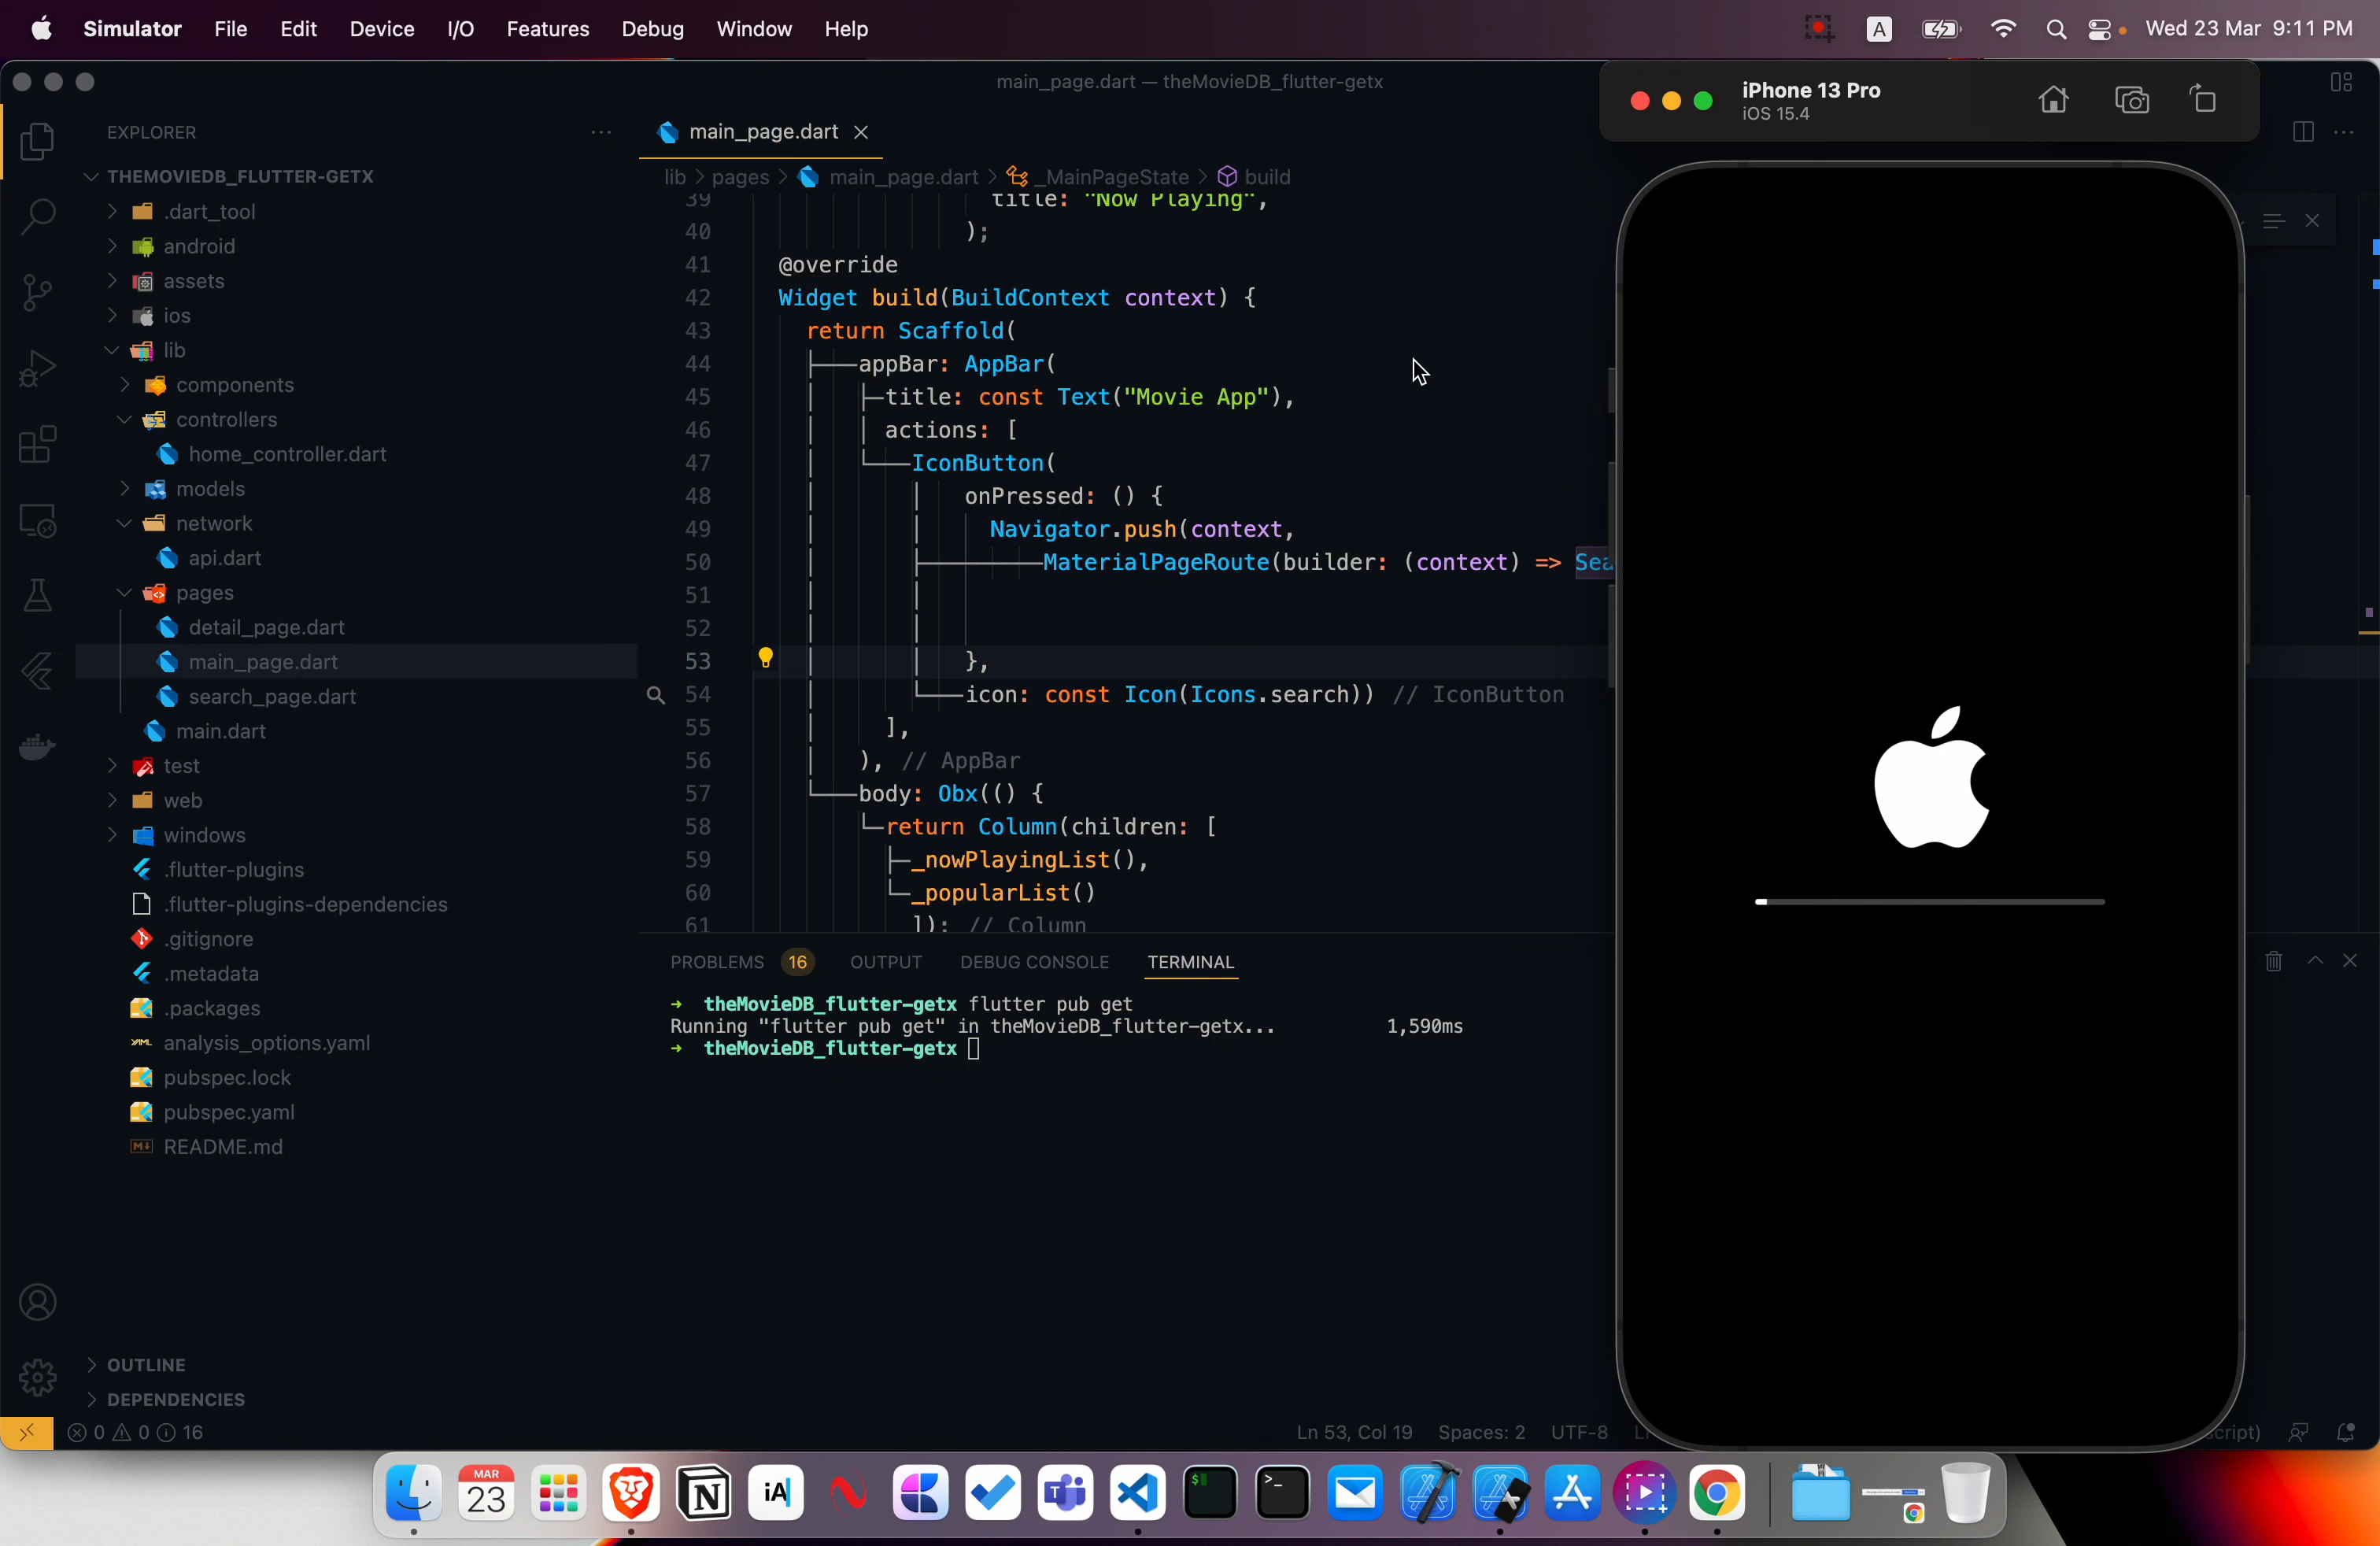 Simulator File Edit Device I/O Features Debug Window Help
A
Wed 23 Mar 9:11 PM
main_page.dart — theMovieDB_flutter-getx
iPhone 13 Pro
iOS 15.4
EXPLORER
THEMOVIEDB_FLUTTER-GETX
.dart_tool
android
assets
ios
lib
components
controllers
home_controller.dart
models
network
api.dart
pages
detail_page.dart
main_page.dart
search_page.dart
main.dart
test
web
windows
.flutter-plugins
.flutter-plugins-dependencies
.gitignore
.metadata
.packages
analysis_options.yaml
pubspec.lock
pubspec.yaml
README.md
OUTLINE
DEPENDENCIES
main_page.dart
lib > pages > main_page.dart > _MainPageState > build
39 title: "Now Playing",
40 );
41 @override
42 Widget build(BuildContext context) {
43 return Scaffold(
44 appBar: AppBar(
45 title: const Text("Movie App"),
46 actions: [
47 IconButton(
48 onPressed: () {
49 Navigator.push(context,
50 MaterialPageRoute(builder: (context) => Sea
51
52
53 },
54 icon: const Icon(Icons.search)) // IconButton
55 ],
56 ), // AppBar
57 body: Obx(() {
58 return Column(children: [
59 _nowPlayingList(),
60 _popularList()
61 ]); // Column
PROBLEMS 16 OUTPUT DEBUG CONSOLE TERMINAL
→ theMovieDB_flutter-getx flutter pub get
Running "flutter pub get" in theMovieDB_flutter-getx... 1,590ms
→ theMovieDB_flutter-getx
0 0 16
Ln 53, Col 19 Spaces: 2 UTF-8
cript)
MAR
23
N
iA
$
>_